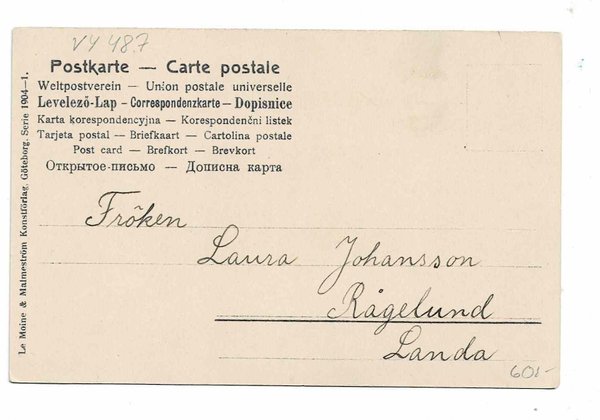 VY 487
Postkarte — Carte postale
Weltpostverein — Union postale universelle
Levelező-Lap – Correspondenzkarte – Dopisnice
Karta korespondencyjna — Korespondenční listek
Tarjeta postal — Briefkaart — Cartolina postale
Post card — Brefkort — Brevkort
Открытое-письмо — Дописна карта
Le Moine & Malmeström Konstförlag, Göteborg. Serie 1904—1.
Fröken
Laura Johansson
Rågelund
Landa
60:-